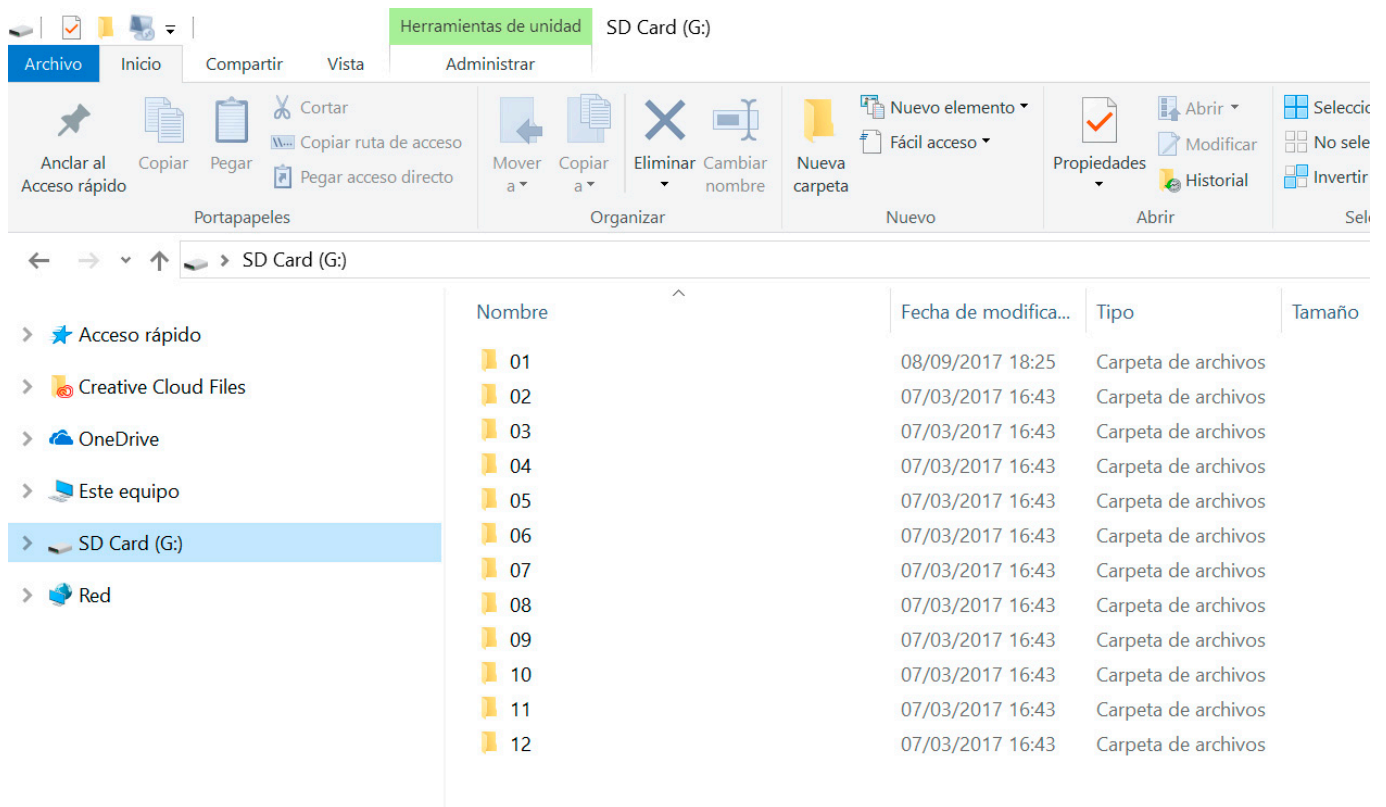 Herramientas de unidad SD Card (G:)
Archivo Inicio Compartir Vista Administrar
Anclar al
Acceso rápido
Copiar
Pegar
Cortar
Copiar ruta de acceso
Pegar acceso directo
Portapapeles
Mover
a
Copiar
a
Eliminar
Cambiar
nombre
Organizar
Nueva
carpeta
Nuevo elemento
Fácil acceso
Nuevo
Propiedades
Abrir
Modificar
Historial
Abrir
Selecci
No sele
Invertir
Sel
SD Card (G:)
Acceso rápido
Creative Cloud Files
OneDrive
Este equipo
SD Card (G:)
Red
Nombre Fecha de modifica... Tipo Tamaño
01 08/09/2017 18:25 Carpeta de archivos
02 07/03/2017 16:43 Carpeta de archivos
03 07/03/2017 16:43 Carpeta de archivos
04 07/03/2017 16:43 Carpeta de archivos
05 07/03/2017 16:43 Carpeta de archivos
06 07/03/2017 16:43 Carpeta de archivos
07 07/03/2017 16:43 Carpeta de archivos
08 07/03/2017 16:43 Carpeta de archivos
09 07/03/2017 16:43 Carpeta de archivos
10 07/03/2017 16:43 Carpeta de archivos
11 07/03/2017 16:43 Carpeta de archivos
12 07/03/2017 16:43 Carpeta de archivos